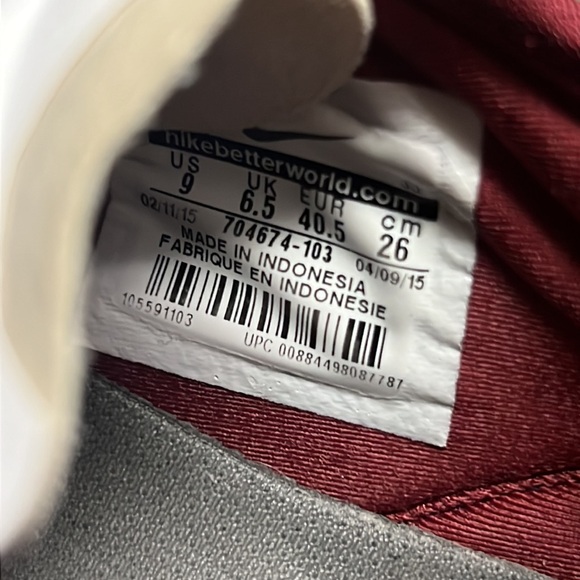 nikebetterworld.com
US UK EUR cm
9 6.5 40.5 26
02/11/15 704674-103 04/09/15
MADE IN INDONESIA
FABRIQUE EN INDONESIE
105591103
UPC 00884498087787